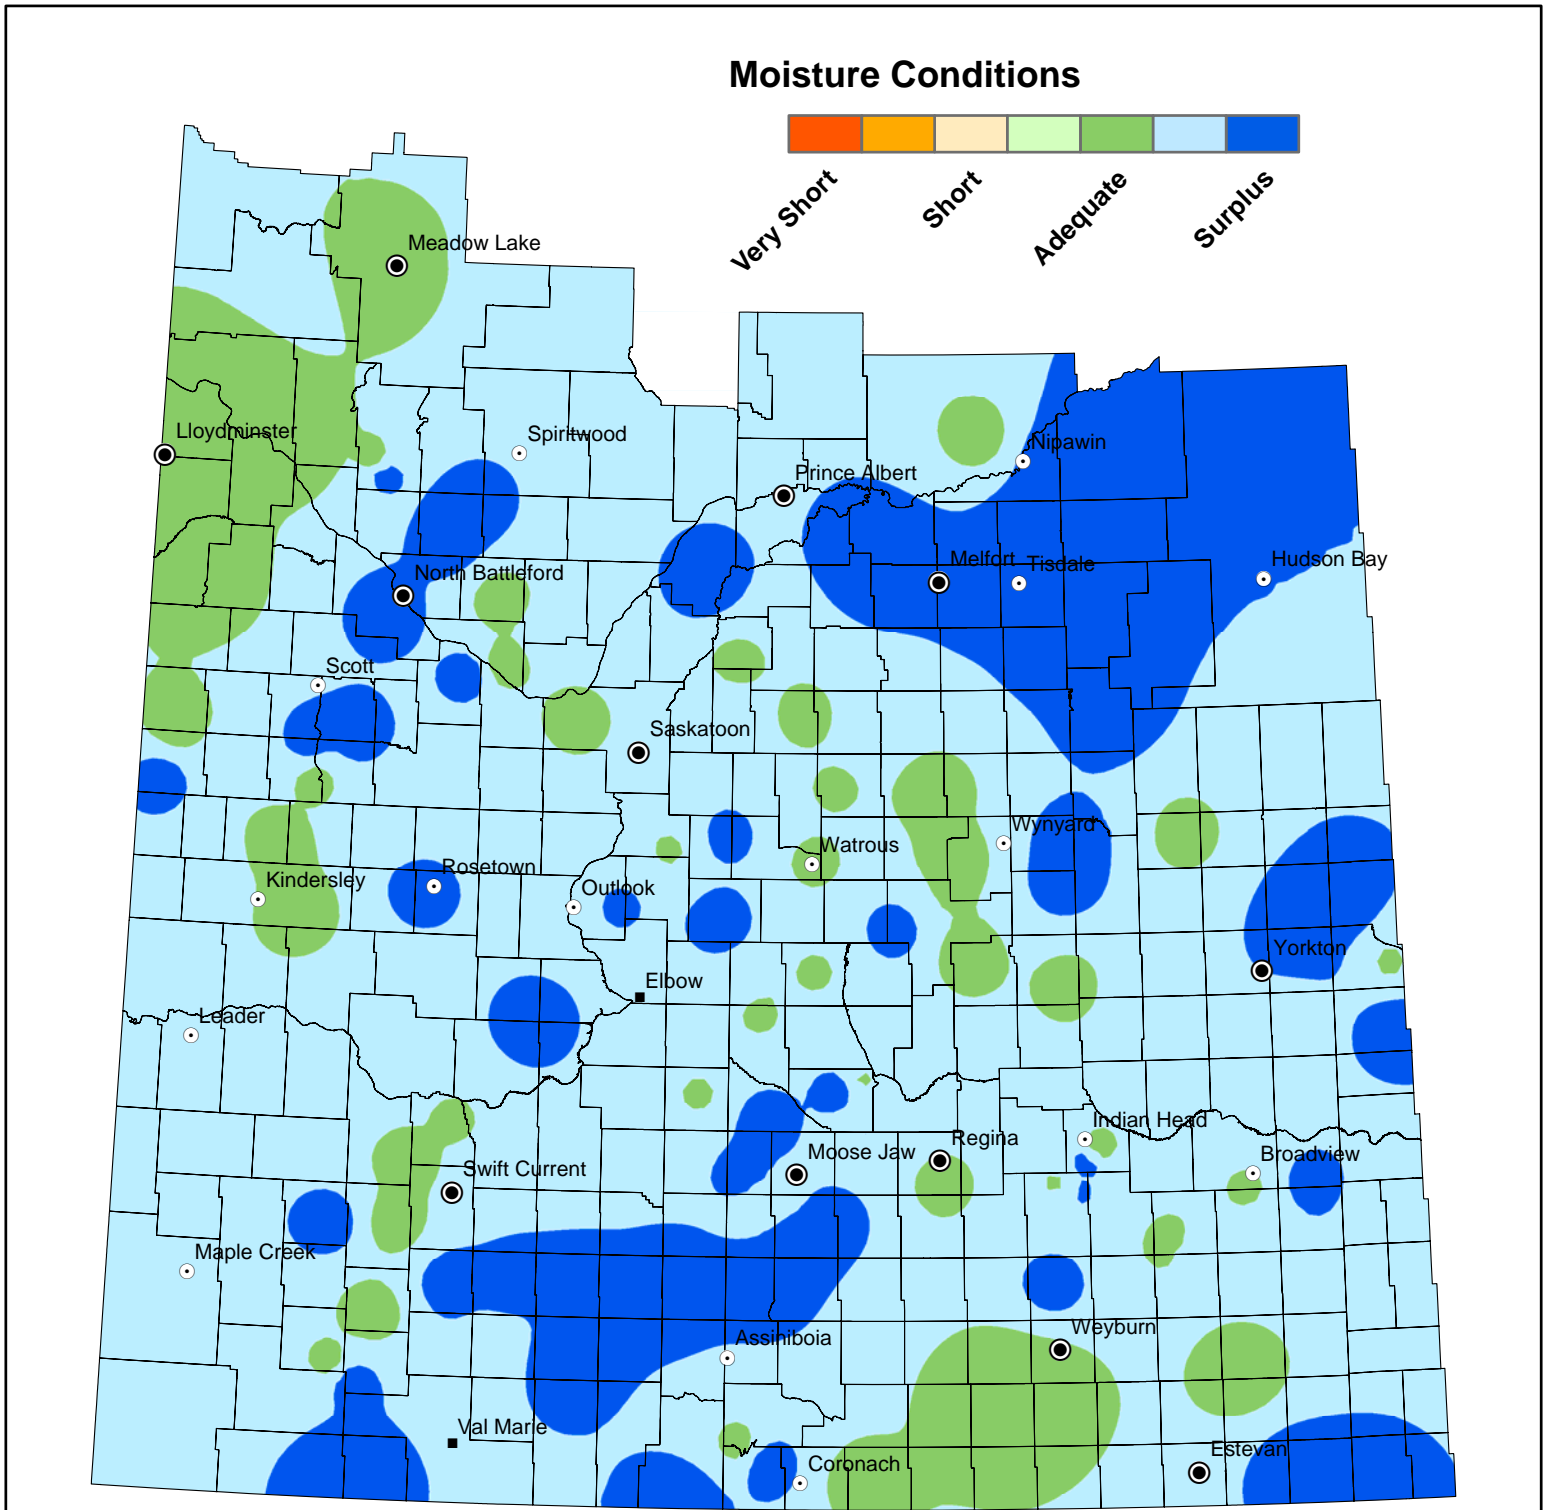 Moisture Conditions
Very Short
Short
Adequate
Surplus
Meadow Lake
Lloydminster
Spiritwood
Nipawin
Prince Albert
Melfort
Tisdale
Hudson Bay
North Battleford
Scott
Saskatoon
Wynyard
Watrous
Rosetown
Kindersley
Outlook
Yorkton
Elbow
Leader
Indian Head
Regina
Moose Jaw
Broadview
Swift Current
Maple Creek
Weyburn
Assiniboia
Val Marie
Estevan
Coronach